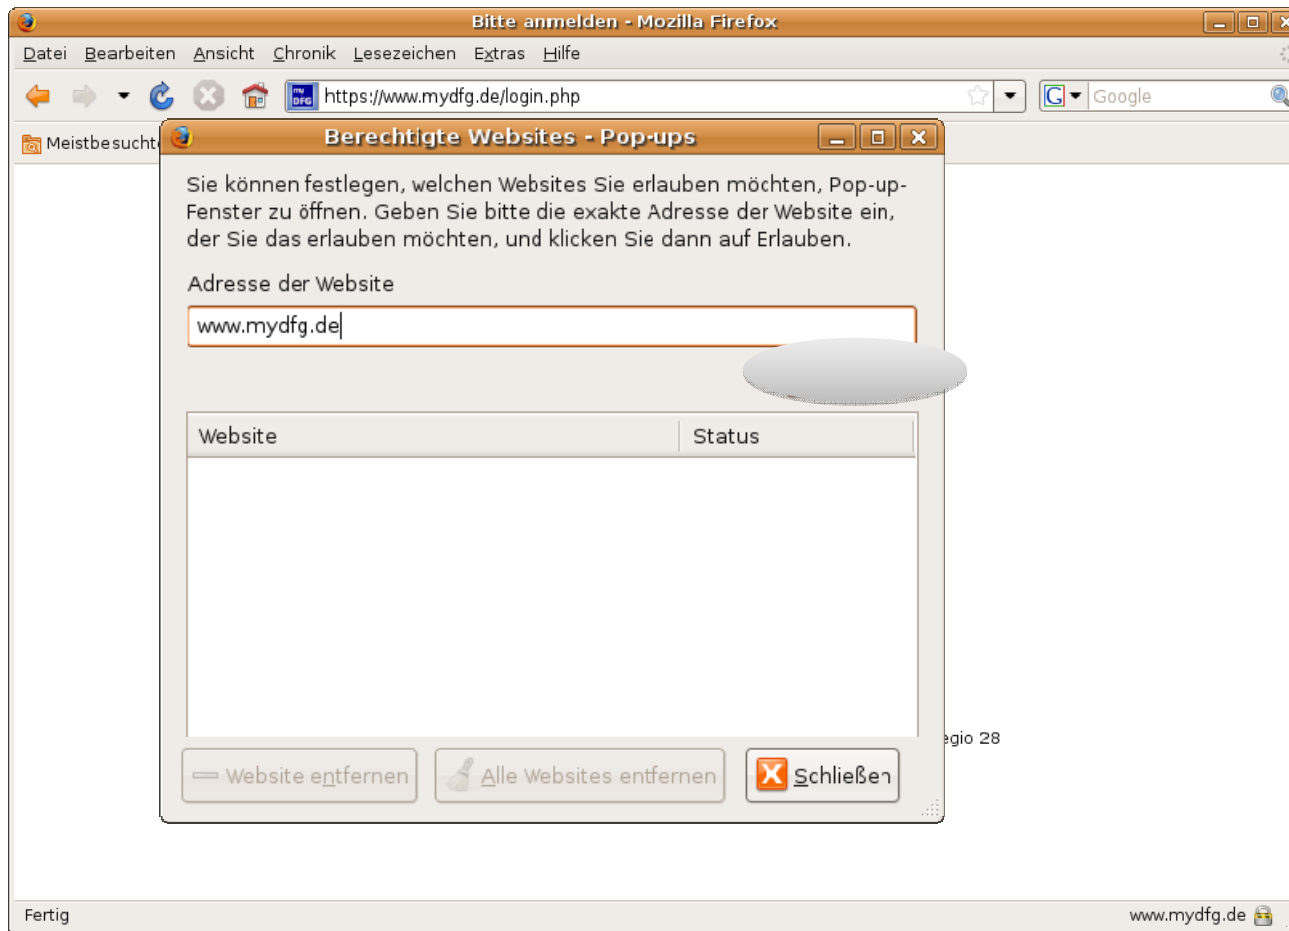 Bitte anmelden - Mozilla Firefox
Datei Bearbeiten Ansicht Chronik Lesezeichen Extras Hilfe
my DFG https://www.mydfg.de/login.php G Google
Meistbesucht
Berechtigte Websites - Pop-ups
Sie können festlegen, welchen Websites Sie erlauben möchten, Pop-up-
Fenster zu öffnen. Geben Sie bitte die exakte Adresse der Website ein,
der Sie das erlauben möchten, und klicken Sie dann auf Erlauben.
Adresse der Website
www.mydfg.de
Website Status
egio 28
Website entfernen Alle Websites entfernen Schließen
Fertig www.mydfg.de